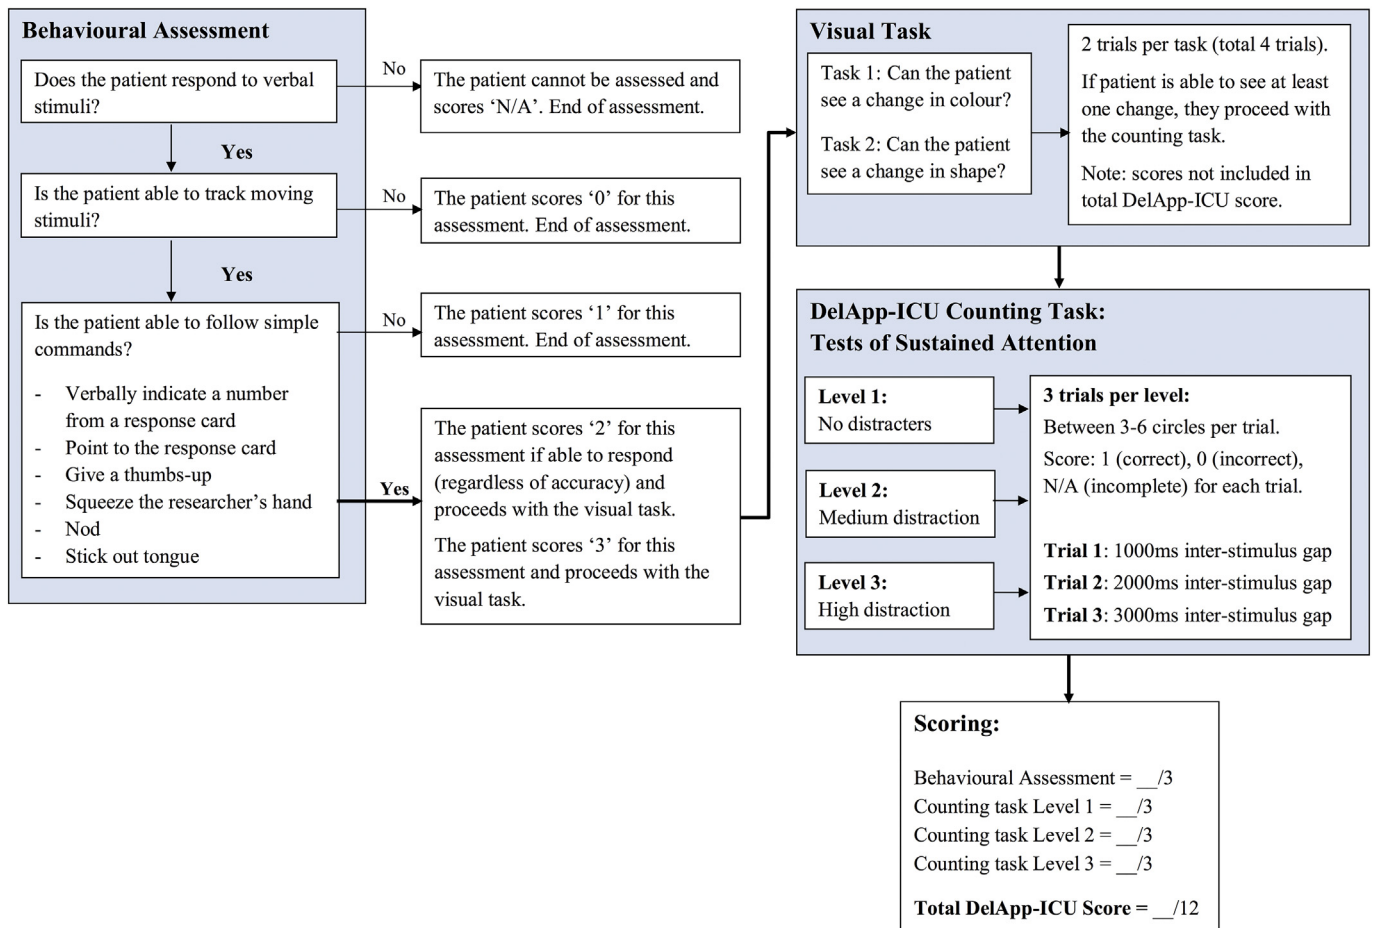 Behavioural Assessment
Does the patient respond to verbal
stimuli?
No
The patient cannot be assessed and
scores ‘N/A’. End of assessment.
Yes
Is the patient able to track moving
stimuli?
No
The patient scores ‘0’ for this
assessment. End of assessment.
Yes
Is the patient able to follow simple
commands?
- Verbally indicate a number
from a response card
- Point to the response card
- Give a thumbs-up
- Squeeze the researcher’s hand
- Nod
- Stick out tongue
No
The patient scores ‘1’ for this
assessment. End of assessment.
Yes
The patient scores ‘2’ for this
assessment if able to respond
(regardless of accuracy) and
proceeds with the visual task.
The patient scores ‘3’ for this
assessment and proceeds with the
visual task.
Visual Task
Task 1: Can the patient
see a change in colour?
Task 2: Can the patient
see a change in shape?
2 trials per task (total 4 trials).
If patient is able to see at least
one change, they proceed with
the counting task.
Note: scores not included in
total DelApp-ICU score.
DelApp-ICU Counting Task:
Tests of Sustained Attention
Level 1:
No distracters
Level 2:
Medium distraction
Level 3:
High distraction
3 trials per level:
Between 3-6 circles per trial.
Score: 1 (correct), 0 (incorrect),
N/A (incomplete) for each trial.
Trial 1: 1000ms inter-stimulus gap
Trial 2: 2000ms inter-stimulus gap
Trial 3: 3000ms inter-stimulus gap
Scoring:
Behavioural Assessment = __/3
Counting task Level 1 = __/3
Counting task Level 2 = __/3
Counting task Level 3 = __/3
Total DelApp-ICU Score = __/12